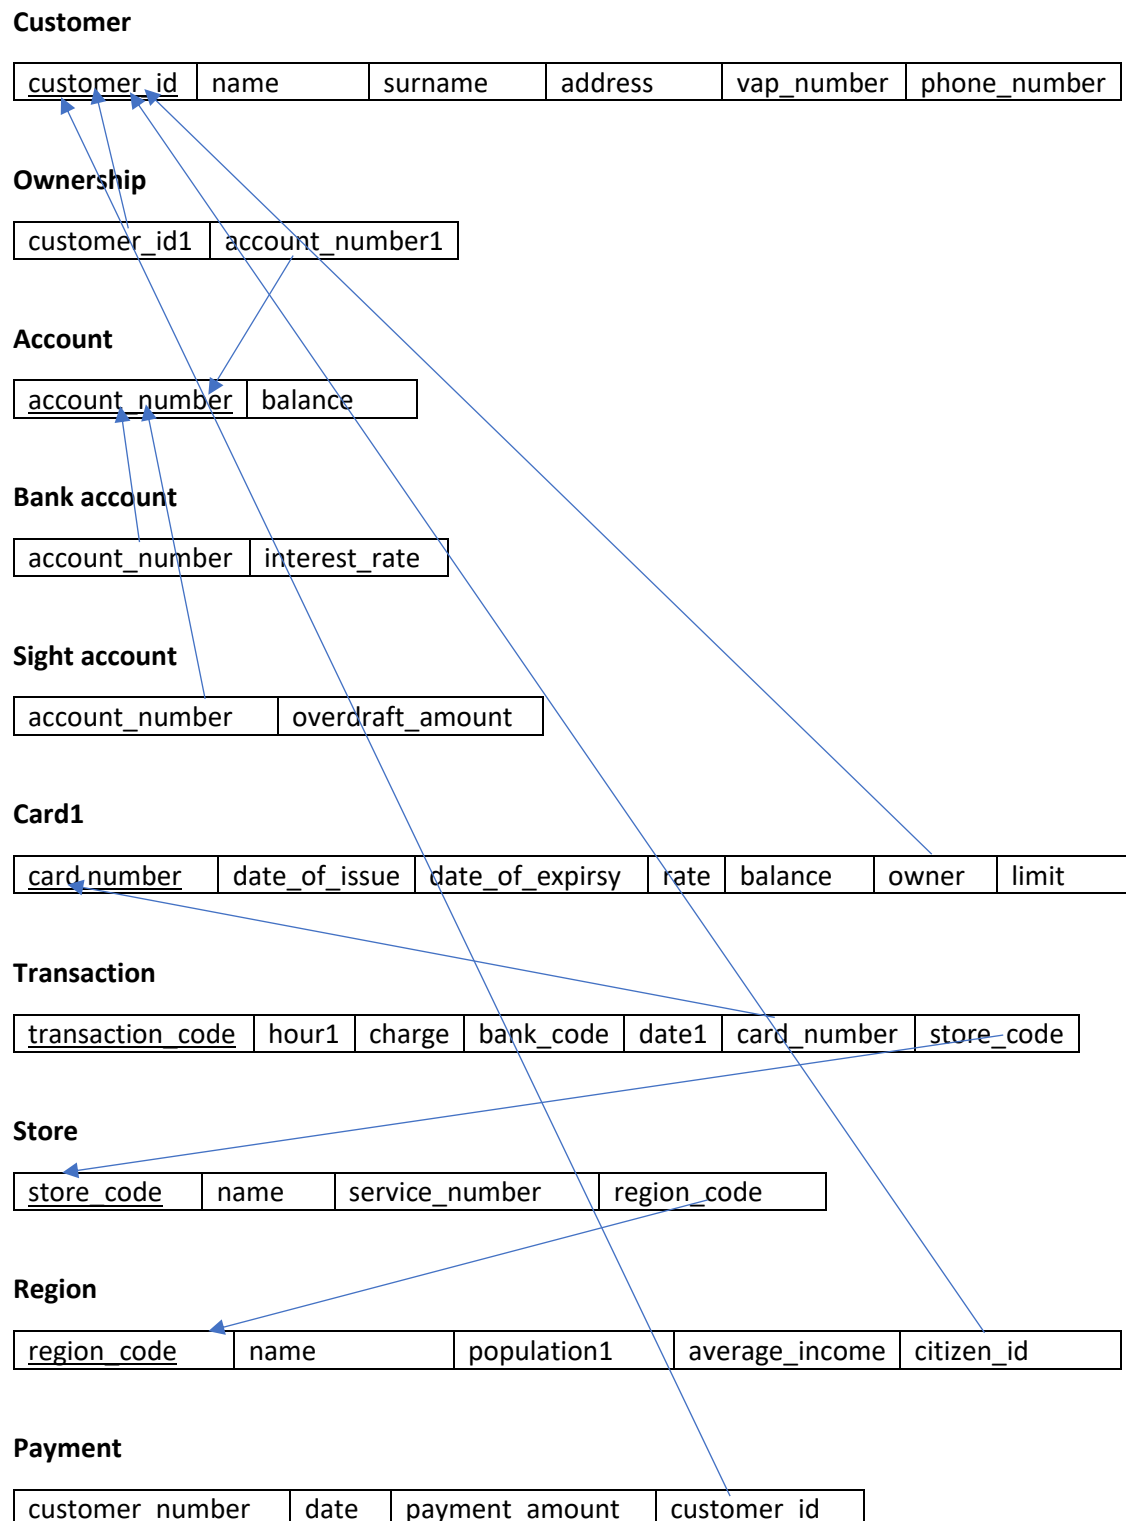 Customer
customer_id name surname address vap_number phone_number
Ownership
customer_id1 account_number1
Account
account_number balance
Bank account
account_number interest_rate
Sight account
account_number overdraft_amount
Card1
card number date_of_issue date_of_expirsy rate balance owner limit
Transaction
transaction_code hour1 charge bank_code date1 card_number store_code
Store
store_code name service_number region_code
Region
region_code name population1 average_income citizen_id
Payment
customer_number date payment_amount customer_id